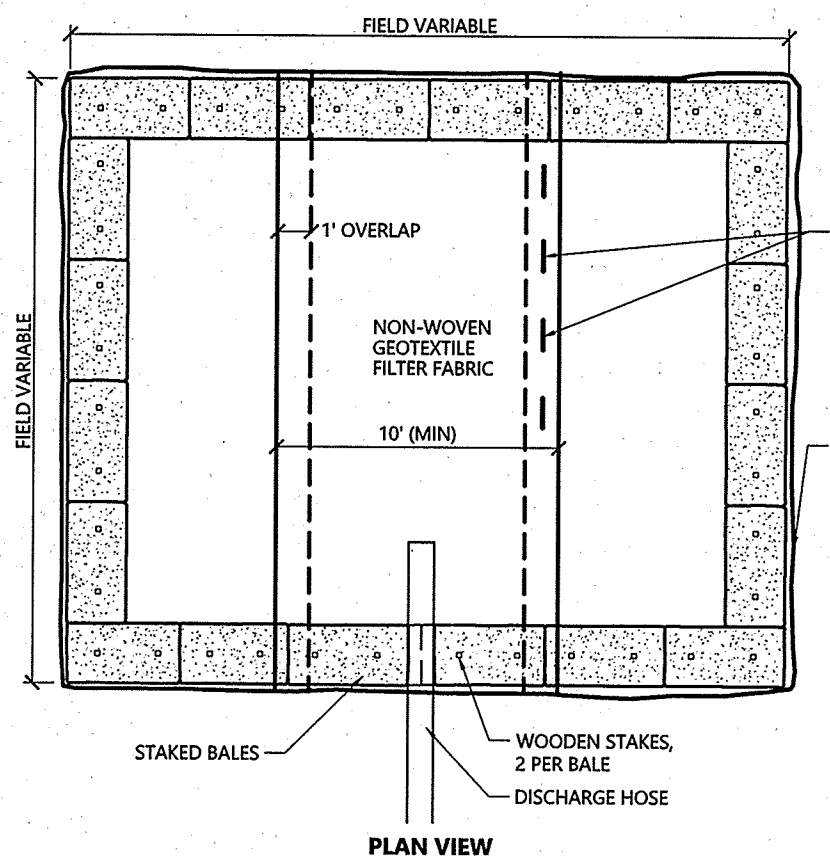 FIELD VARIABLE
1' OVERLAP
NON-WOVEN
GEOTEXTILE
FILTER FABRIC
FIELD VARIABLE
10' (MIN)
STAKED BALES
WOODEN STAKES,
2 PER BALE
DISCHARGE HOSE
PLAN VIEW